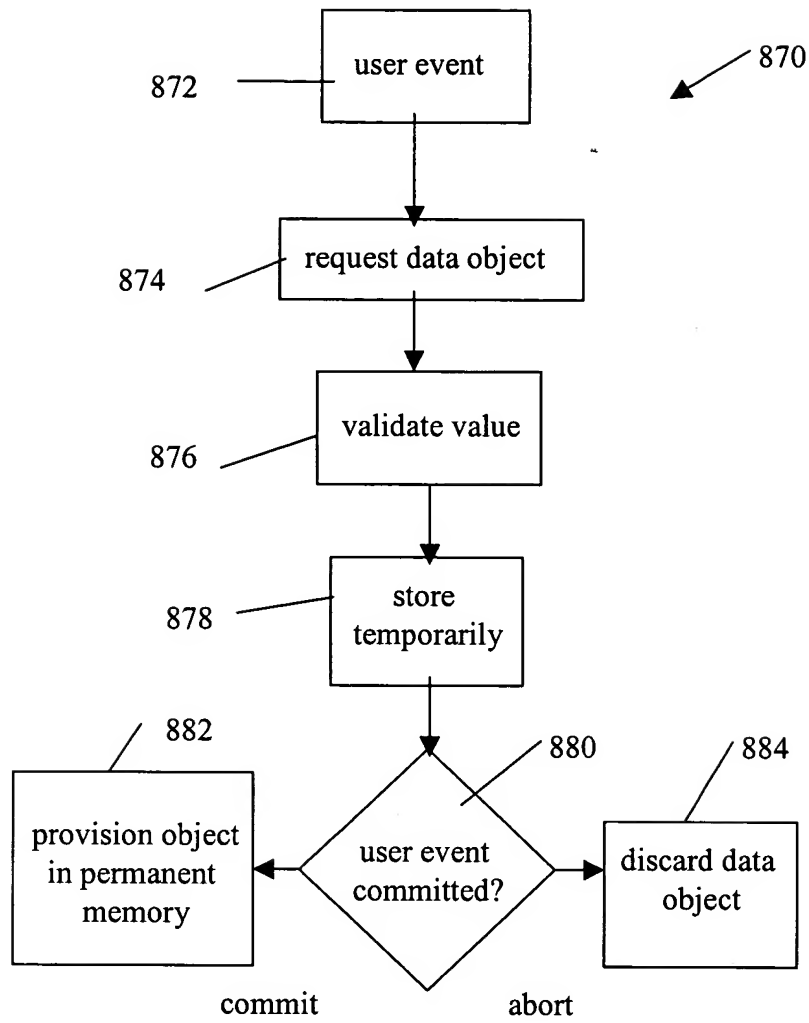 user event
872
870
request data object
874
validate value
876
store
temporarily
878
882
880
884
provision object
in permanent
memory
user event
committed?
discard data
object
commit
abort